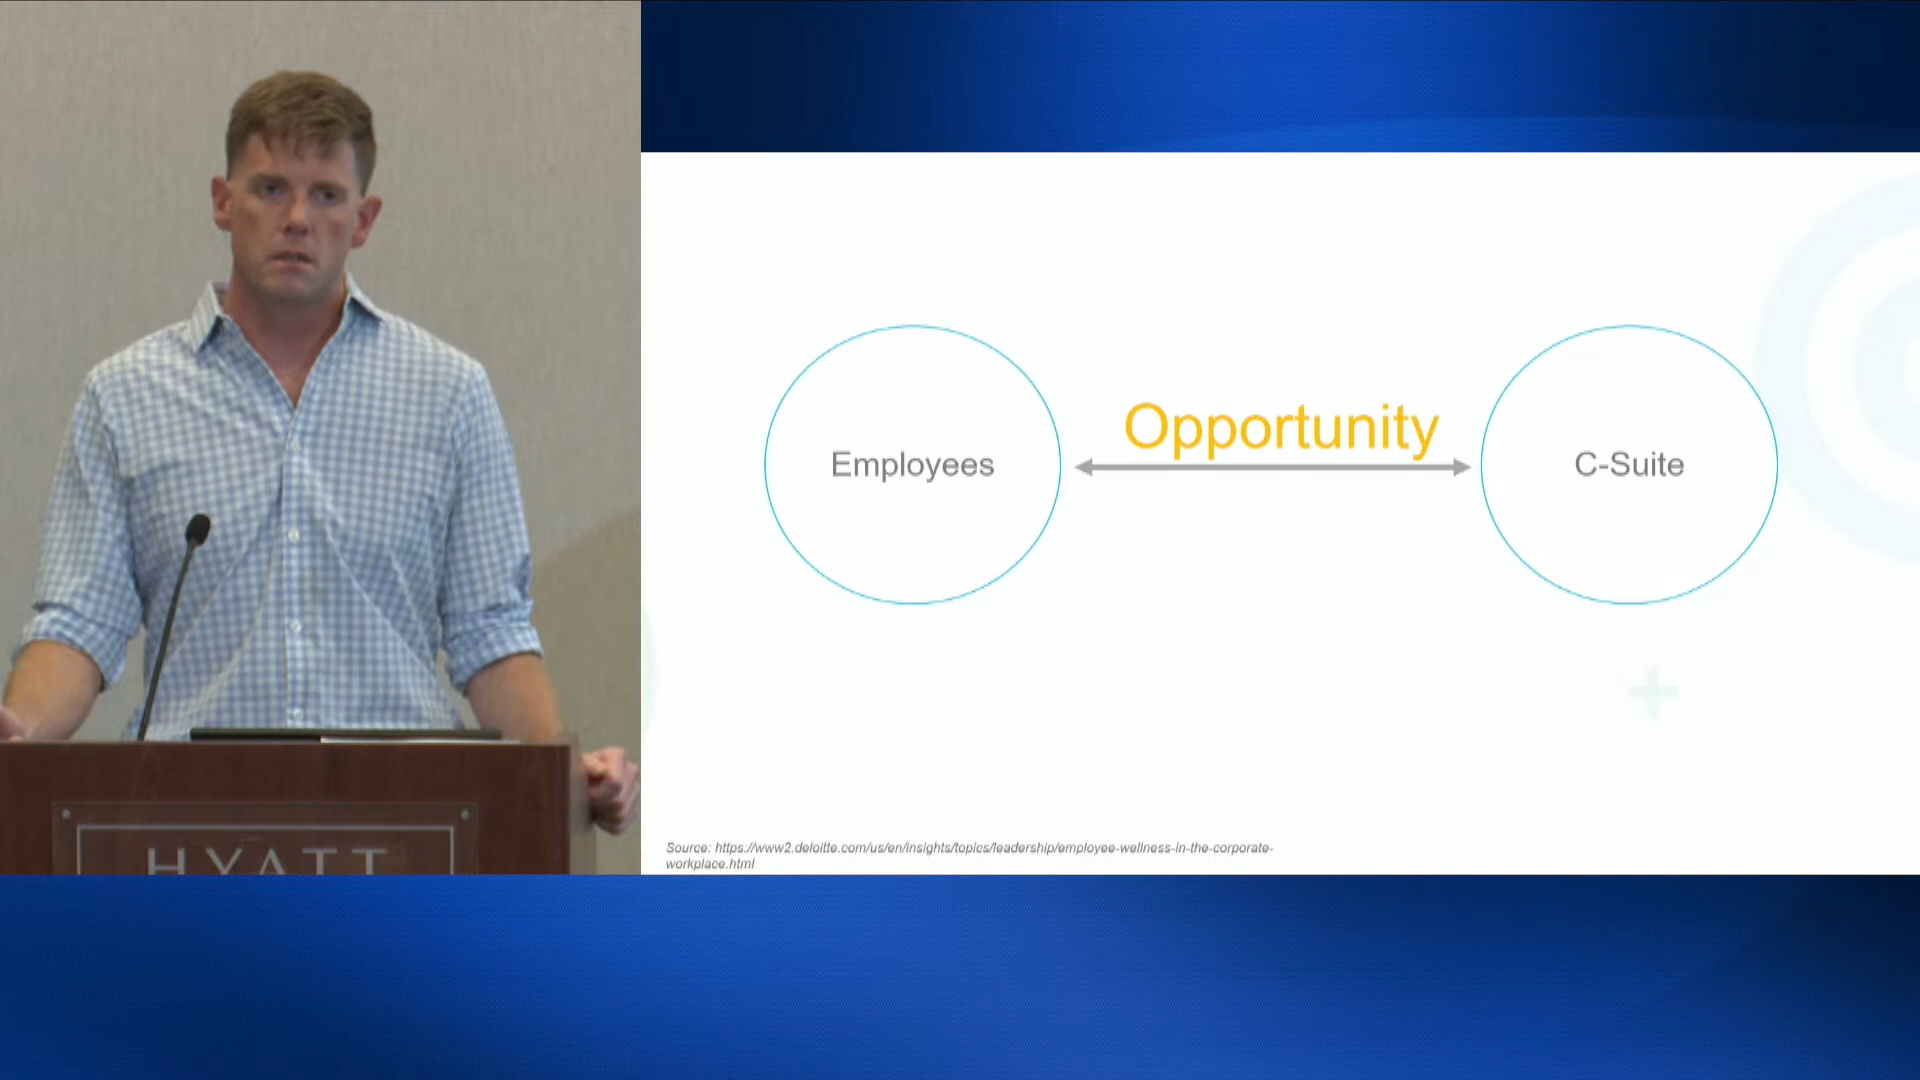 Opportunity
Employees
C-Suite
Source: https://www2.deloitte.com/us/en/insights/topics/leadership/employee-wellness-in-the-corporate-
workplace.html
HYATT